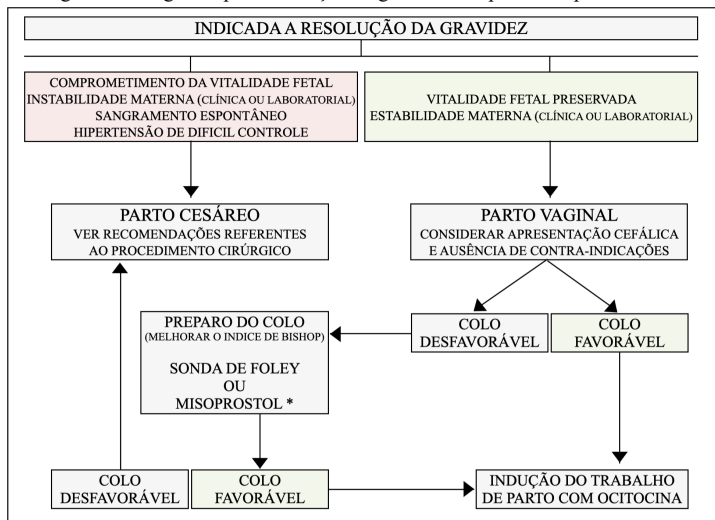 INDICADA A RESOLUÇÃO DA GRAVIDEZ
COMPROMETIMENTO DA VITALIDADE FETAL
INSTABILIDADE MATERNA (CLÍNICA OU LABORATORIAL)
SANGRAMENTO ESPONTÂNEO
HIPERTENSÃO DE DIFICIL CONTROLE
VITALIDADE FETAL PRESERVADA
ESTABILIDADE MATERNA (CLÍNICA OU LABORATORIAL)
PARTO CESÁREO
VER RECOMENDAÇÕES REFERENTES
AO PROCEDIMENTO CIRÚRGICO
PARTO VAGINAL
CONSIDERAR APRESENTAÇÃO CEFÁLICA
E AUSÊNCIA DE CONTRA-INDICAÇÕES
PREPARO DO COLO
(MELHORAR O INDICE DE BISHOP)
SONDA DE FOLEY
OU
MISOPROSTOL *
COLO
DESFAVORÁVEL
COLO
FAVORÁVEL
COLO
DESFAVORÁVEL
COLO
FAVORÁVEL
INDUÇÃO DO TRABALHO
DE PARTO COM OCITOCINA